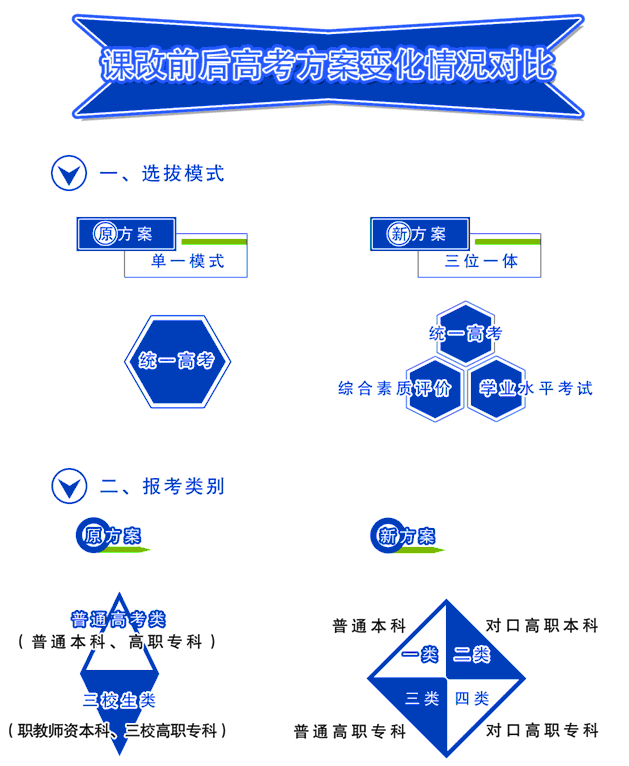 课改前后高考方案变化情况对比
一、选拔模式
原方案
单一模式
新方案
三位一体
统一高考
统一高考
综合素质评价
学业水平考试
二、报考类别
原方案
新方案
普通高考类
(普通本科、高职专科)
三校生类
(职教师资本科、三校高职专科)
普通本科
对口高职本科
一类
二类
三类
四类
普通高职专科
对口高职专科